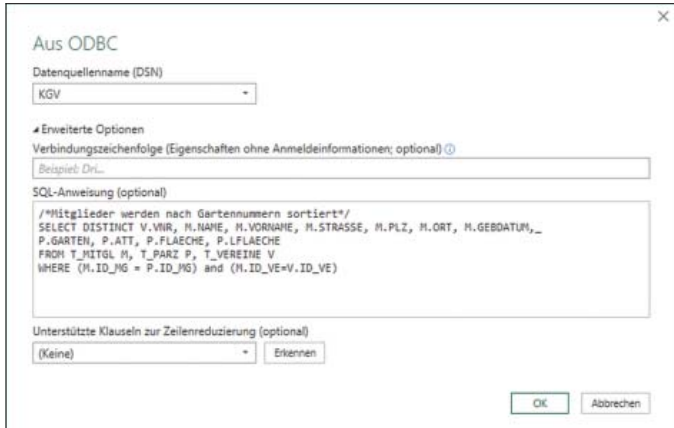 Aus ODBC
Datenquellenname (DSN)
KGV
Erweiterte Optionen
Verbindungszeichenfolge (Eigenschaften ohne Anmeldeinformationen; optional)
Beispiel: Dri...
SQL-Anweisung (optional)
/*Mitglieder werden nach Gartennummern sortiert*/
SELECT DISTINCT V.VNR, M.NAME, M.VORNAME, M.STRASSE, M.PLZ, M.ORT, M.GEBDATUM,_
P.GARTEN, P.ATT, P.FLAECHE, P.LFLAECHE
FROM T_MITGL M, T_PARZ P, T_VEREINE V
WHERE (M.ID_MG = P.ID_MG) and (M.ID_VE=V.ID_VE)
Unterstützte Klauseln zur Zeilenreduzierung (optional)
(Keine) Erkennen
OK Abbrechen